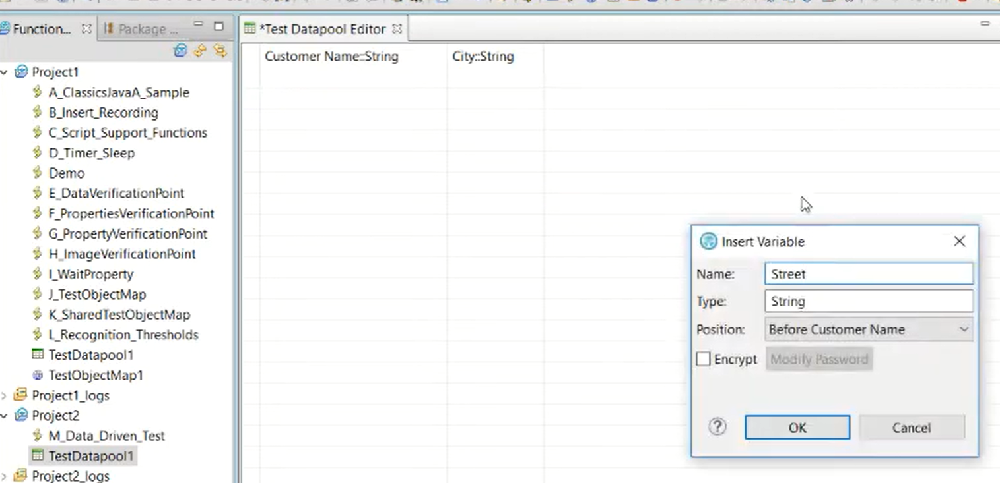 Function...
Package ...
*Test Datapool Editor
Customer Name::String
City::String
Project1
A_ClassicsJavaA_Sample
B_Insert_Recording
C_Script_Support_Functions
D_Timer_Sleep
Demo
E_DataVerificationPoint
F_PropertiesVerificationPoint
G_PropertyVerificationPoint
H_ImageVerificationPoint
I_WaitProperty
J_TestObjectMap
K_SharedTestObjectMap
L_Recognition_Thresholds
TestDatapool1
TestObjectMap1
Project1_logs
Project2
M_Data_Driven_Test
TestDatapool1
Project2_logs
Insert Variable
Name: Street
Type: String
Position: Before Customer Name
Encrypt Modify Password
? OK Cancel